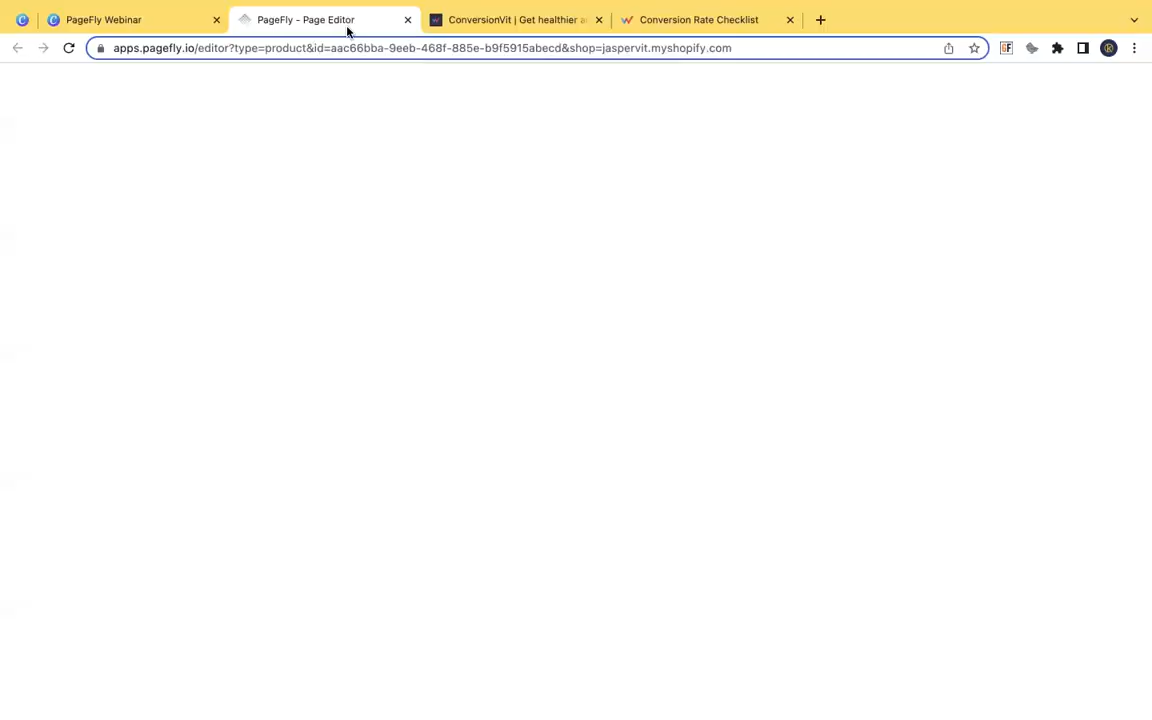 PageFly Webinar
PageFly - Page Editor
ConversionVit | Get healthier a
Conversion Rate Checklist
apps.pagefly.io/editor?type=product&id=aac66bba-9eeb-468f-885e-b9f5915abecd&shop=jaspervit.myshopify.com